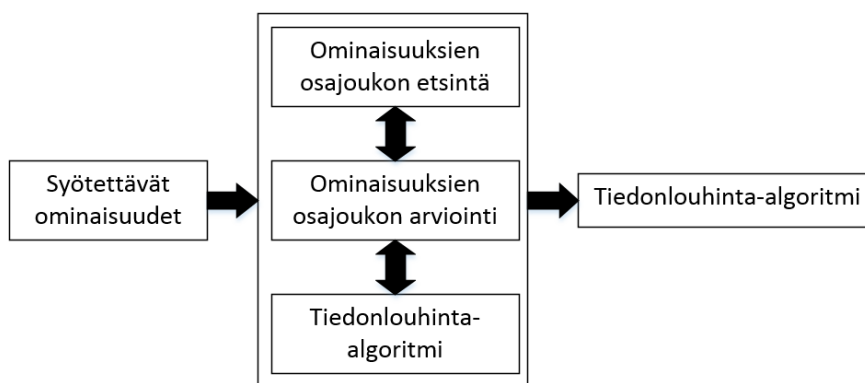 Syötettävät
ominaisuudet
Ominaisuuksien
osajoukon etsintä
Ominaisuuksien
osajoukon arviointi
Tiedonlouhinta-
algoritmi
Tiedonlouhinta-algoritmi